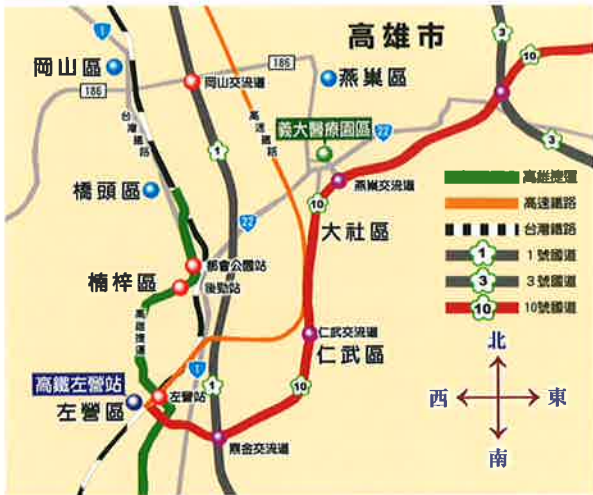 1
高雄市
3
10
岡山區
186
燕巢區
186
岡山交流道
台灣鐵路
高速鐵路
1
義大醫療園區
22
3
燕巢交流道
橋頭區
10
大社區
22
都會公園站
楠梓區
後勁站
高雄捷運
仁武交流道
仁武區
1
高鐵左營站
左營站
左營區
1
10
鼎金交流道
高雄捷運
高速鐵路
台灣鐵路
1 1號國道
3 3號國道
10 10號國道
北
西 東
南